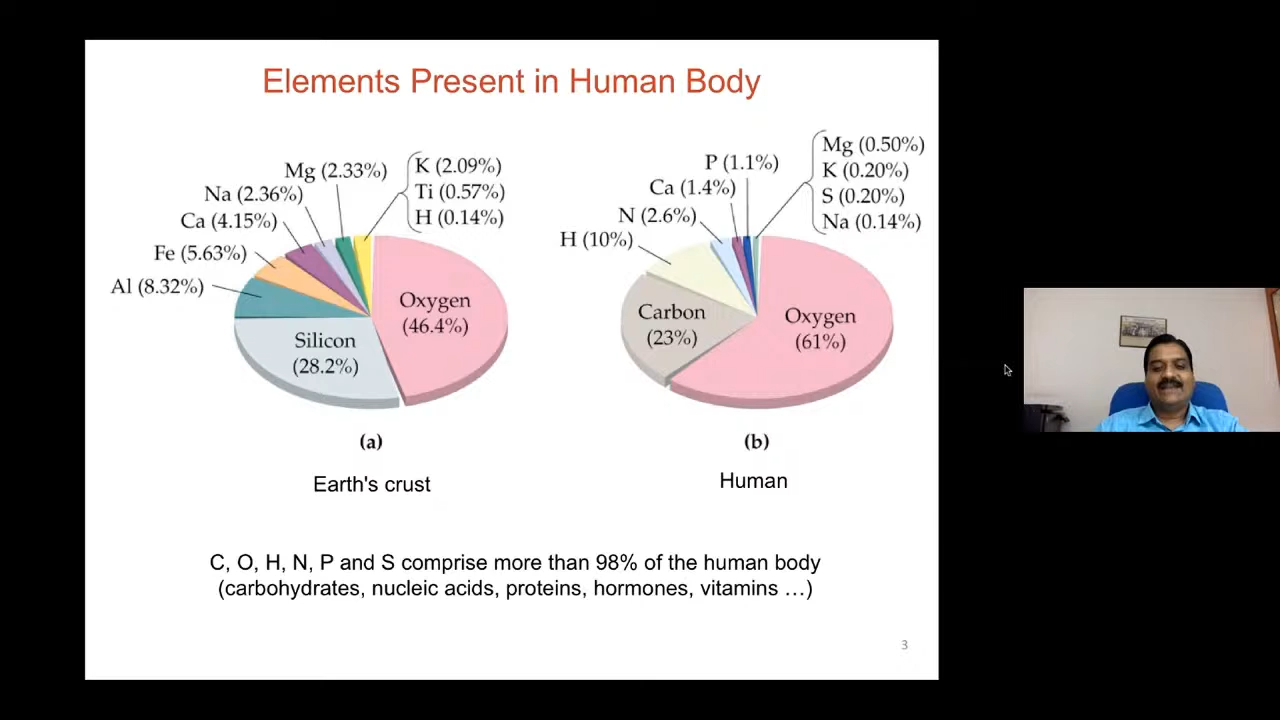 Elements Present in Human Body
Mg (2.33%)
Na (2.36%)
Ca (4.15%)
Fe (5.63%)
Al (8.32%)
K (2.09%)
Ti (0.57%)
H (0.14%)
Oxygen
(46.4%)
Silicon
(28.2%)
(a)
Earth's crust
P (1.1%)
Ca (1.4%)
N (2.6%)
H (10%)
Mg (0.50%)
K (0.20%)
S (0.20%)
Na (0.14%)
Carbon
(23%)
Oxygen
(61%)
(b)
Human
C, O, H, N, P and S comprise more than 98% of the human body
(carbohydrates, nucleic acids, proteins, hormones, vitamins …)
3